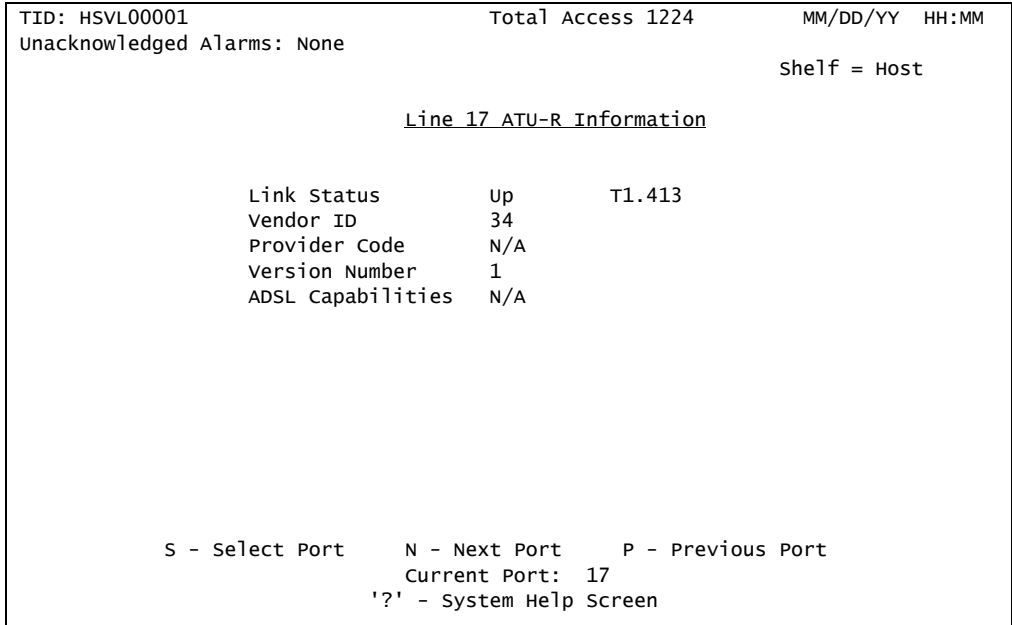 TID: HSVL00001 Total Access 1224 MM/DD/YY HH:MM
Unacknowledged Alarms: None
Shelf = Host
Line 17 ATU-R Information
Link Status Up T1.413
Vendor ID 34
Provider Code N/A
Version Number 1
ADSL Capabilities N/A
S - Select Port N - Next Port P - Previous Port
Current Port: 17
'?' - System Help Screen